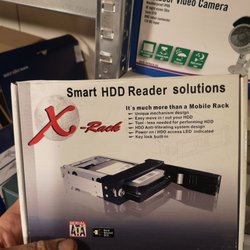 or Video Camera
Smart HDD Reader solutions
It's much more than a Mobile Rack
Unique mechanism design
Easy move in / out your HDD
Tool - less needed for performing HDD
HDD Anti-vibrating system design
Power on / HDD access LED indicated
Key lock built-in
X-Rack
SERIAL
ATA